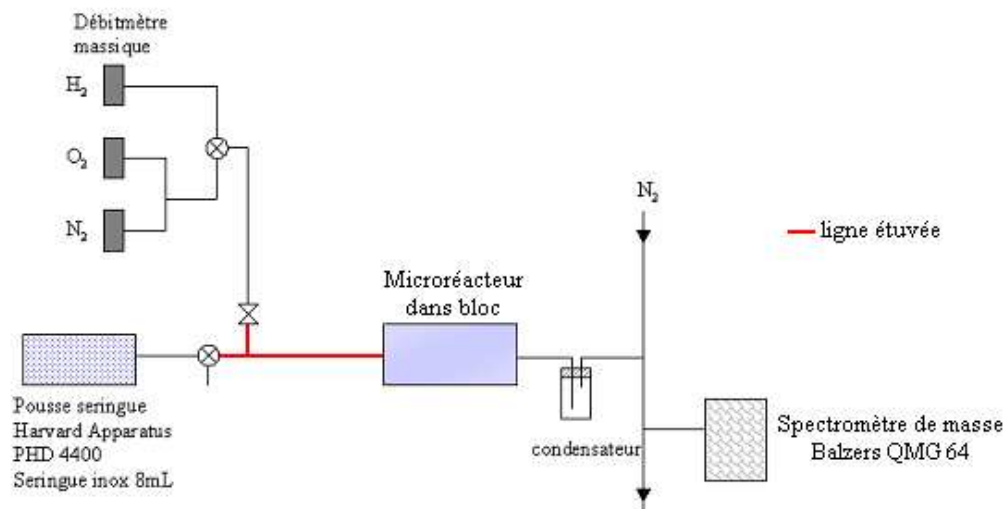 Débitmètre
massique
H₂
O₂
N₂
N₂
ligne étuvée
Microréacteur
dans bloc
Pousse seringue
Harvard Apparatus
PHD 4400
Seringue inox 8mL
condensateur
Spectromètre de masse
Balzers QMG 64